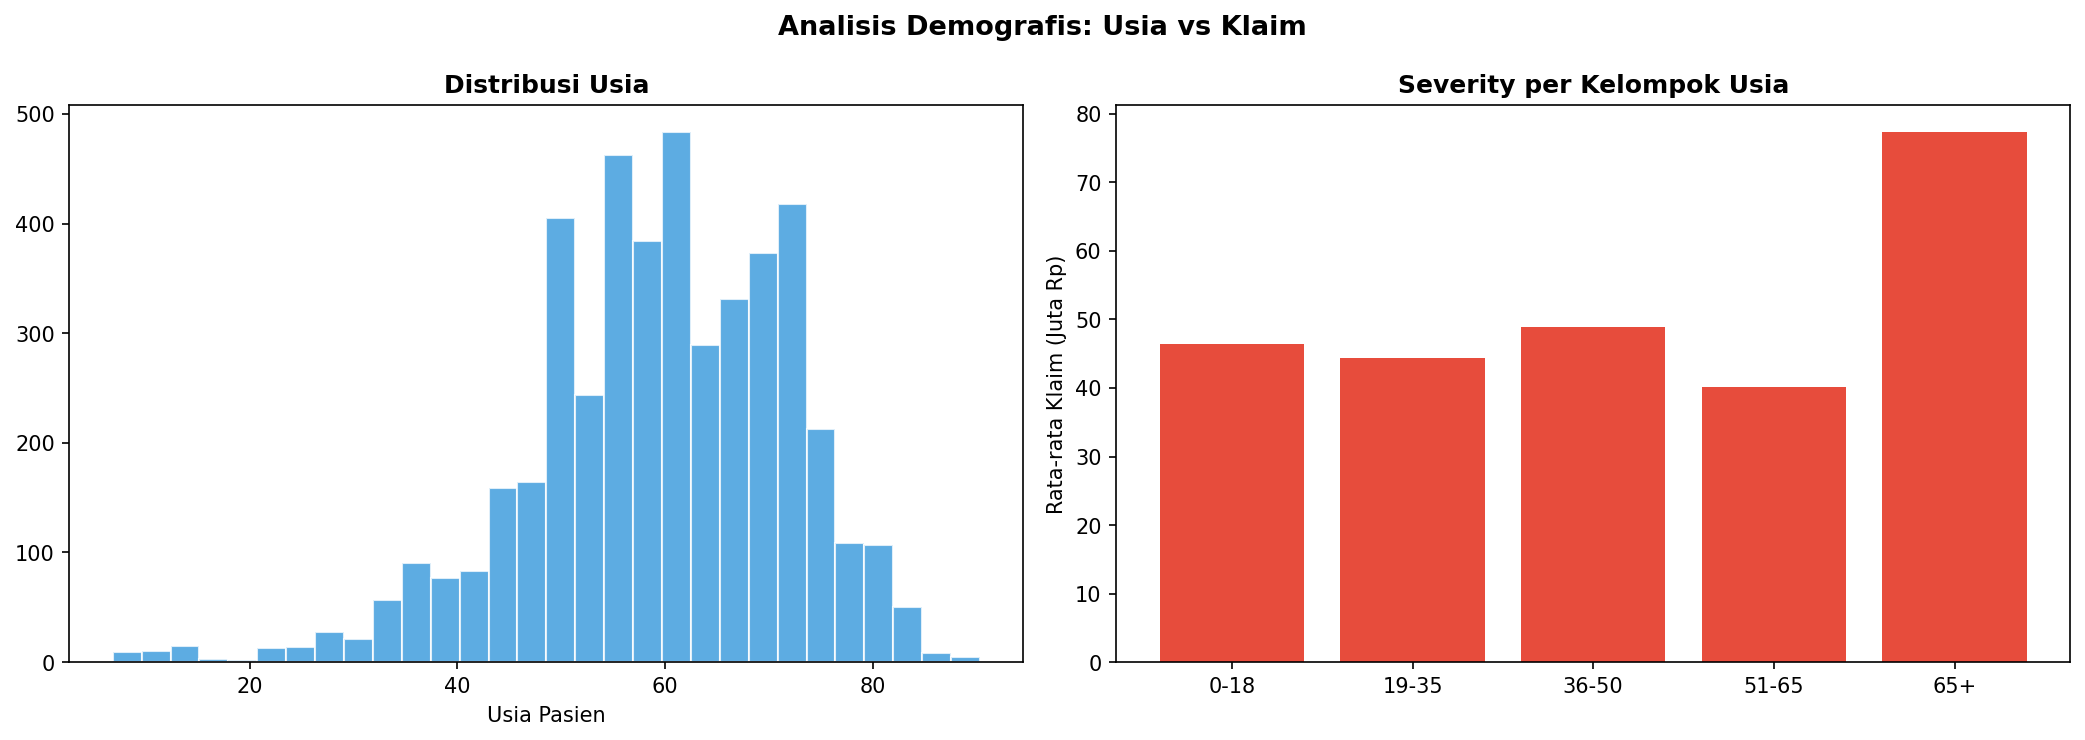 Analisis Demografis: Usia vs Klaim
Distribusi Usia
500
400
300
200
100
0
20 40 60 80
Usia Pasien
Severity per Kelompok Usia
Rata-rata Klaim (Juta Rp)
80
70
60
50
40
30
20
10
0
0-18 19-35 36-50 51-65 65+